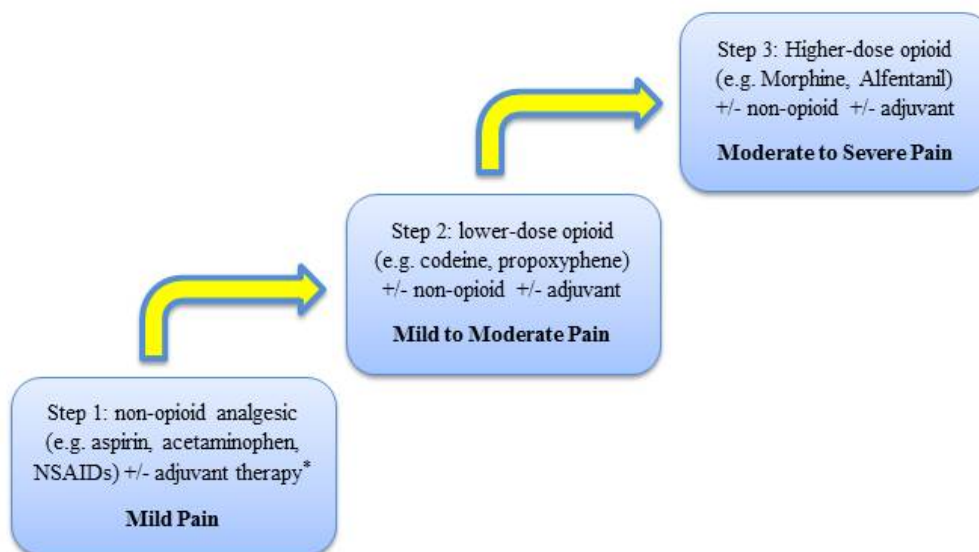 Step 3: Higher-dose opioid
(e.g. Morphine, Alfentanil)
+/- non-opioid +/- adjuvant
Moderate to Severe Pain
Step 2: lower-dose opioid
(e.g. codeine, propoxyphene)
+/- non-opioid +/- adjuvant
Mild to Moderate Pain
Step 1: non-opioid analgesic
(e.g. aspirin, acetaminophen,
NSAIDs) +/- adjuvant therapy*
Mild Pain